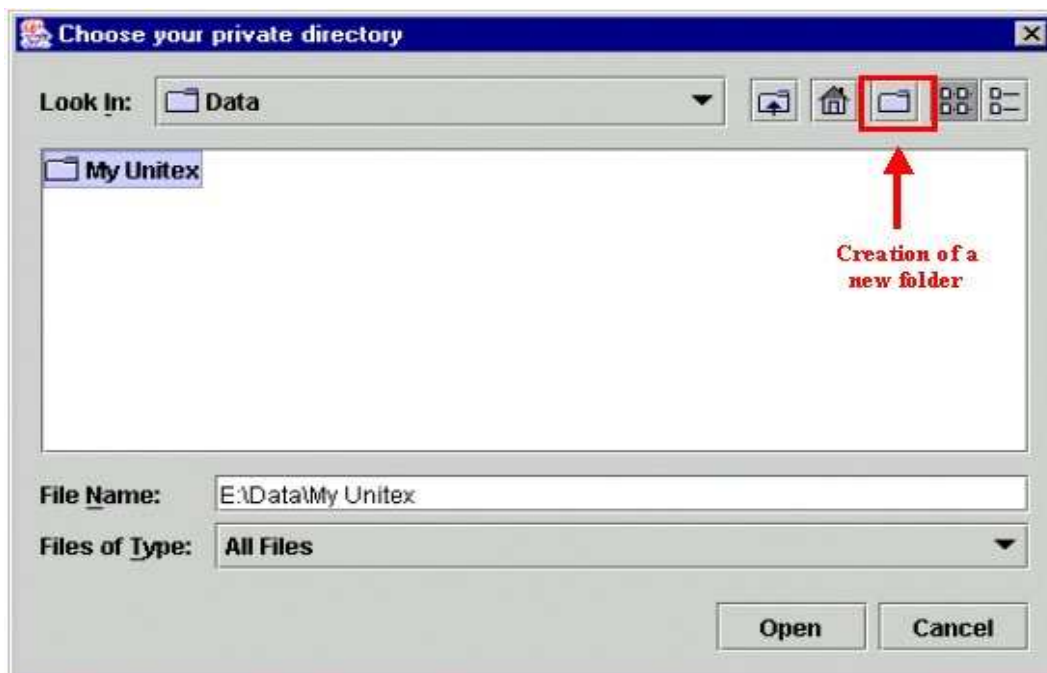 Choose your private directory
Look In: Data
My Unitex
Creation of a
new folder
File Name: E:\Data\My Unitex
Files of Type: All Files
Open Cancel